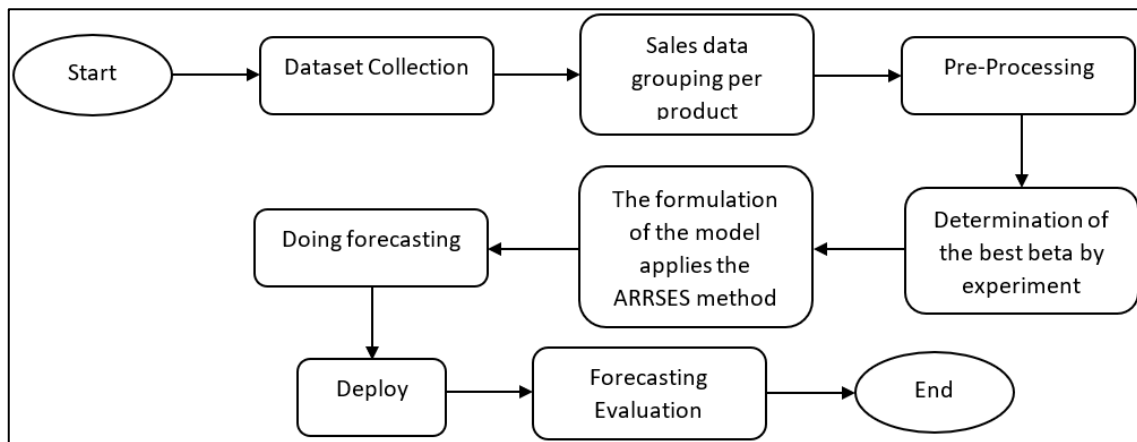 Start
Dataset Collection
Sales data
grouping per
product
Pre-Processing
Determination of
the best beta by
experiment
The formulation
of the model
applies the
ARRSES method
Doing forecasting
Deploy
Forecasting
Evaluation
End